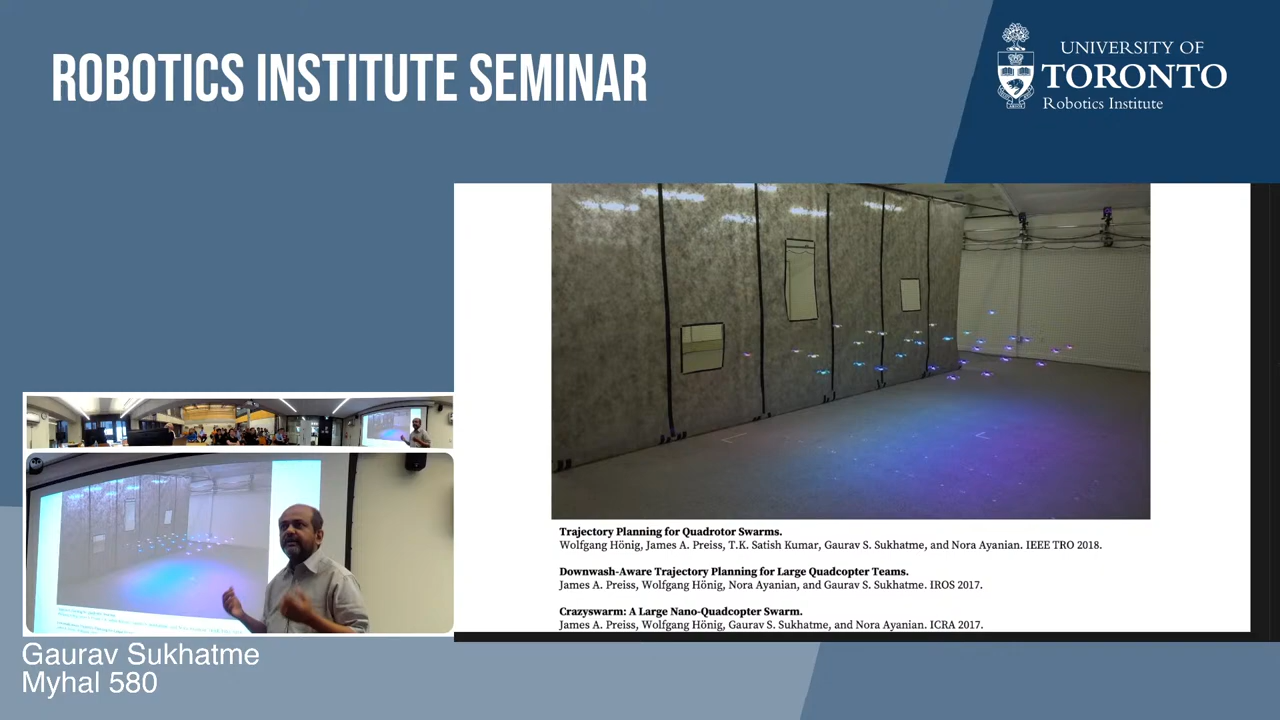 ROBOTICS INSTITUTE SEMINAR
UNIVERSITY OF
TORONTO
Robotics Institute
Trajectory Planning for Quadrotor Swarms.
Wolfgang Hönig, James A. Preiss, T.K. Satish Kumar, Gaurav S. Sukhatme, and Nora Ayanian. IEEE TRO 2018.
Downwash-Aware Trajectory Planning for Large Quadcopter Teams.
James A. Preiss, Wolfgang Hönig, Nora Ayanian, and Gaurav S. Sukhatme. IROS 2017.
Crazyswarm: A Large Nano-Quadcopter Swarm.
James A. Preiss, Wolfgang Hönig, Gaurav S. Sukhatme, and Nora Ayanian. ICRA 2017.
Gaurav Sukhatme
Myhal 580